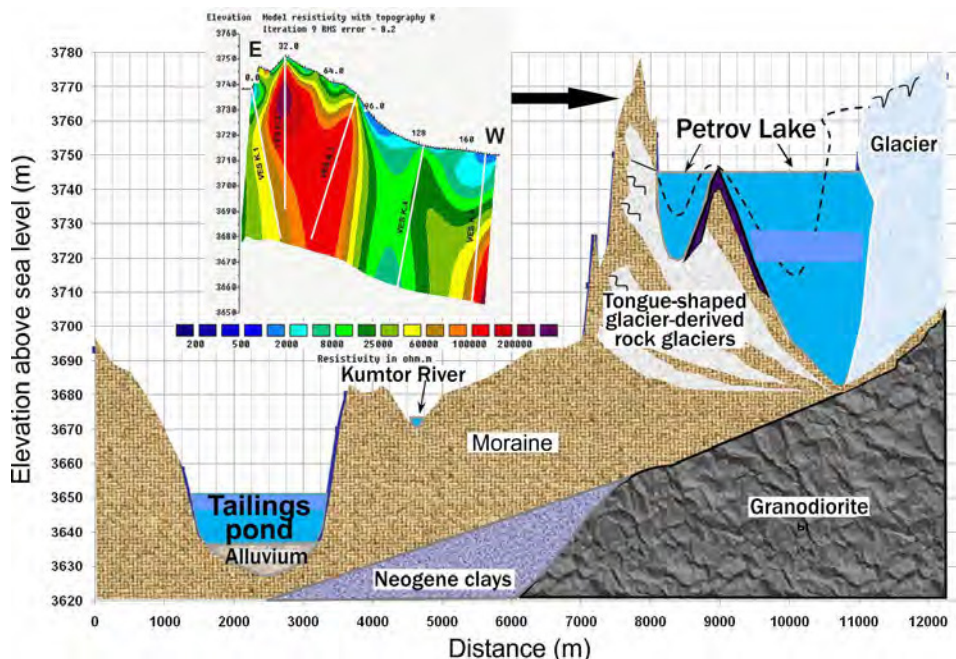 Elevation Model resistivity with topography K
Iteration 9 RMS error - 8.2
3760
3750
3740
3730
3720
3710
3700
3690
3680
3670
3660
3650
E
0.0
32.0
64.0
96.0
128
160
W
VES K.1
VES K.4
200 500 2000 8000 25000 60000 100000 200000
Resistivity in ohm.m
Elevation above sea level (m)
3780
3770
3760
3750
3740
3730
3720
3710
3700
3690
3680
3670
3660
3650
3640
3630
3620
Petrov Lake
Glacier
Tongue-shaped
glacier-derived
rock glaciers
Kumtor River
Moraine
Tailings
pond
Alluvium
Neogene clays
Granodiorite
0 1000 2000 3000 4000 5000 6000 7000 8000 9000 10000 11000 12000
Distance (m)